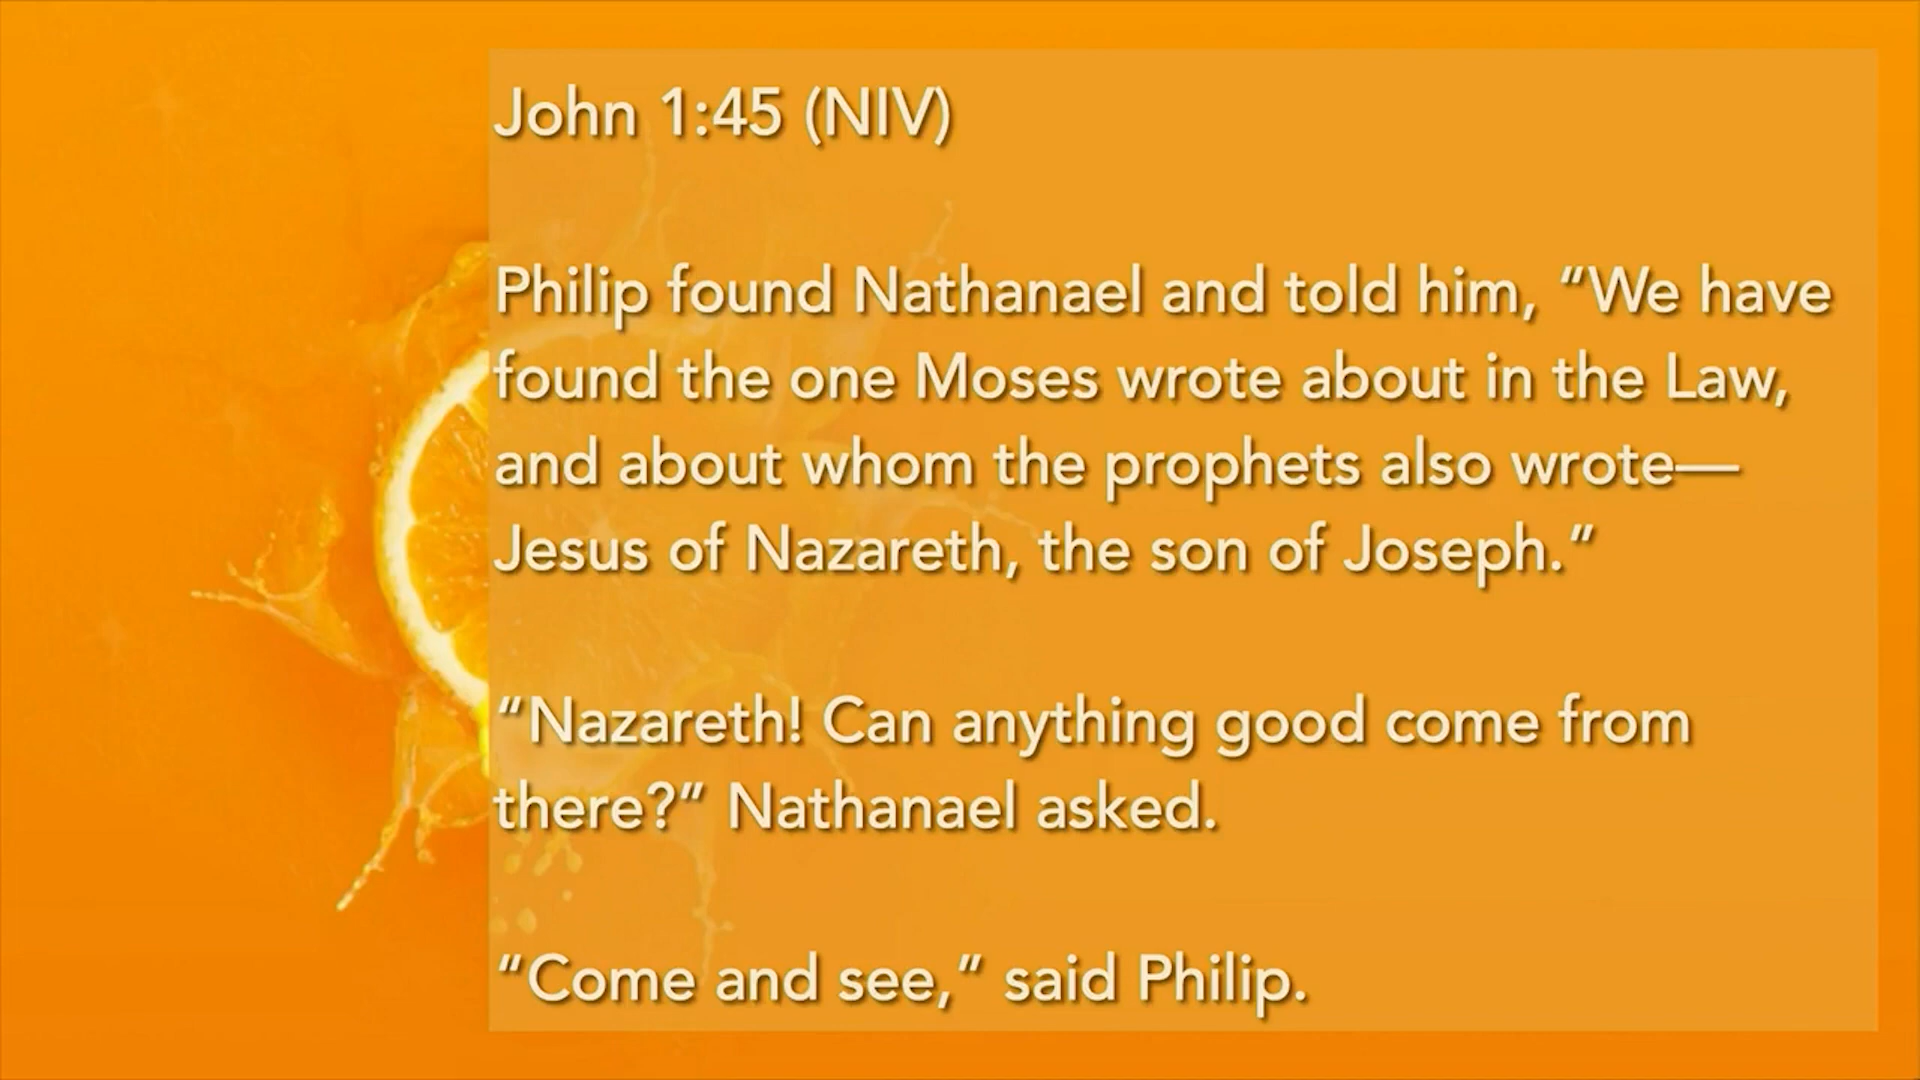 John 1:45 (NIV)
Philip found Nathanael and told him, “We have
found the one Moses wrote about in the Law,
and about whom the prophets also wrote—
Jesus of Nazareth, the son of Joseph.”
“Nazareth! Can anything good come from
there?” Nathanael asked.
“Come and see,” said Philip.